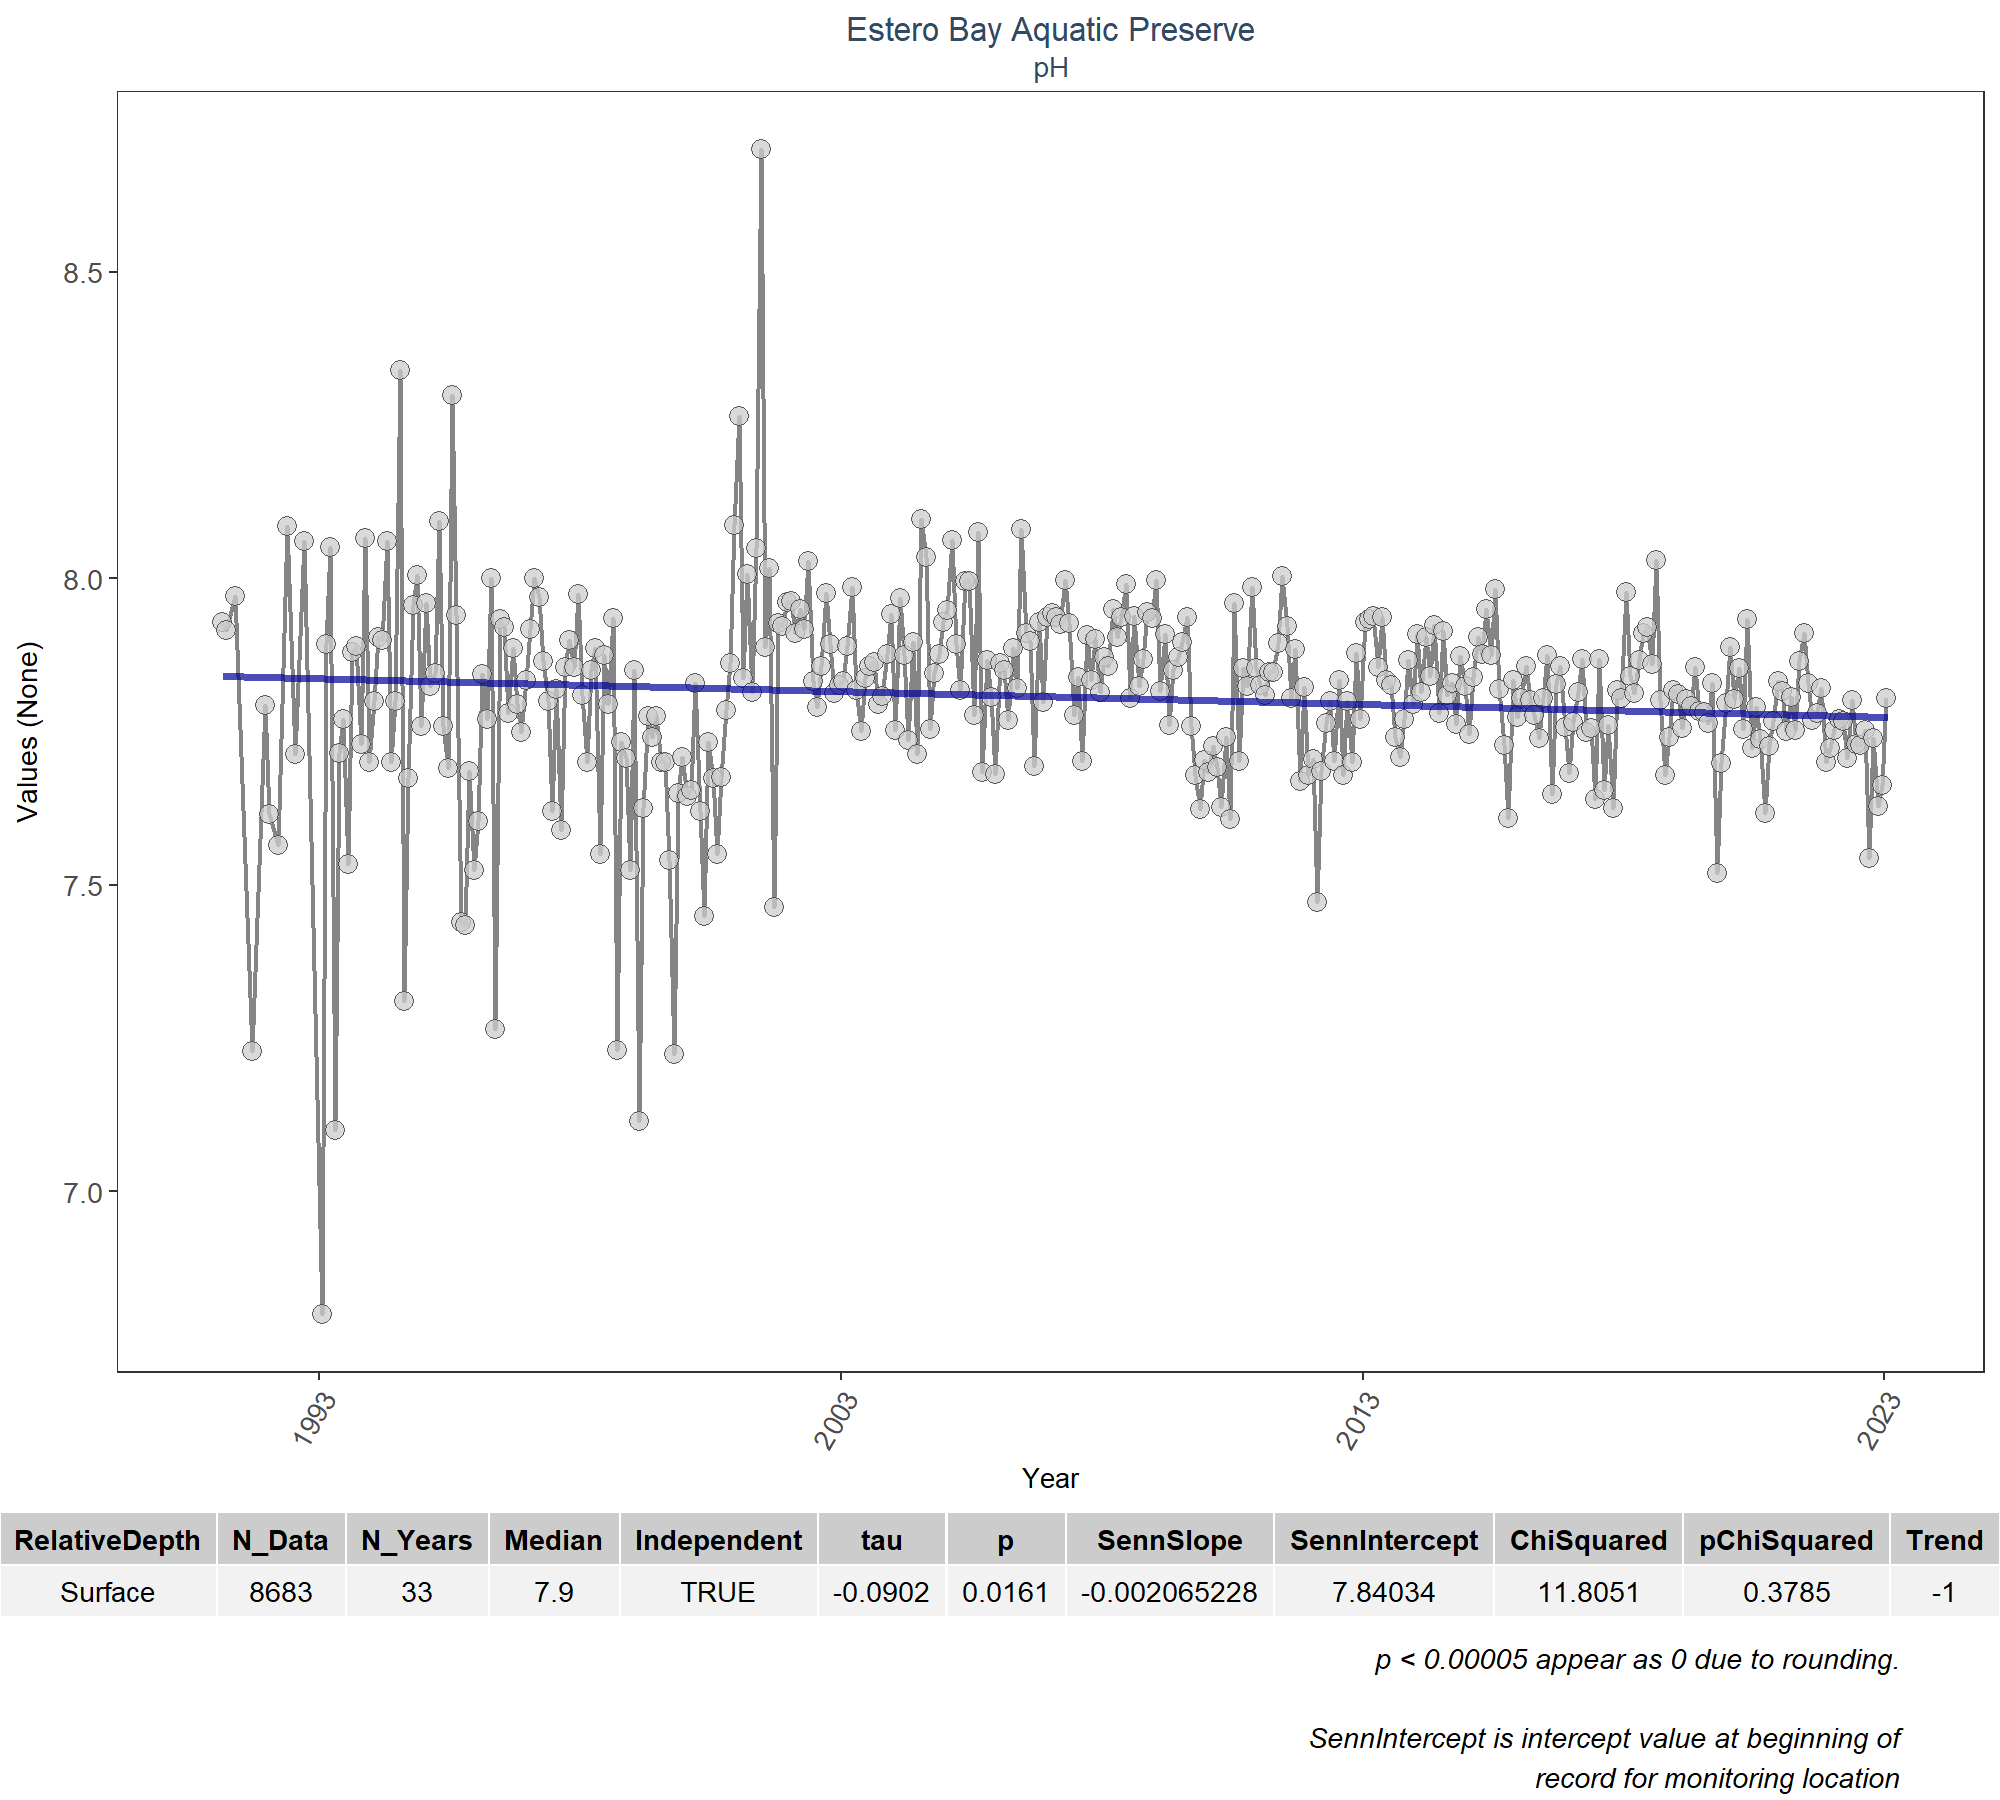 Estero Bay Aquatic Preserve
pH
Values (None)
8.5
8.0
7.5
7.0
1993
2003
2013
2023
Year
RelativeDepth N_Data N_Years Median Independent tau p SennSlope SennIntercept ChiSquared pChiSquared Trend
Surface 8683 33 7.9 TRUE -0.0902 0.0161 -0.002065228 7.84034 11.8051 0.3785 -1
p < 0.00005 appear as 0 due to rounding.
SennIntercept is intercept value at beginning of
record for monitoring location